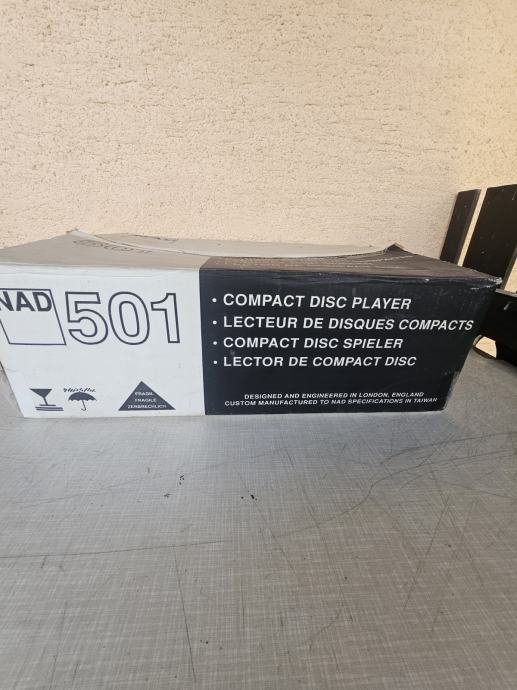 NAD
501
• COMPACT DISC PLAYER
• LECTEUR DE DISQUES COMPACTS
• COMPACT DISC SPIELER
• LECTOR DE COMPACT DISC
FRAGIL
FRAGILE
ZERBRECHLICH
DESIGNED AND ENGINEERED IN LONDON, ENGLAND
CUSTOM MANUFACTURED TO NAD SPECIFICATIONS IN TAIWAN